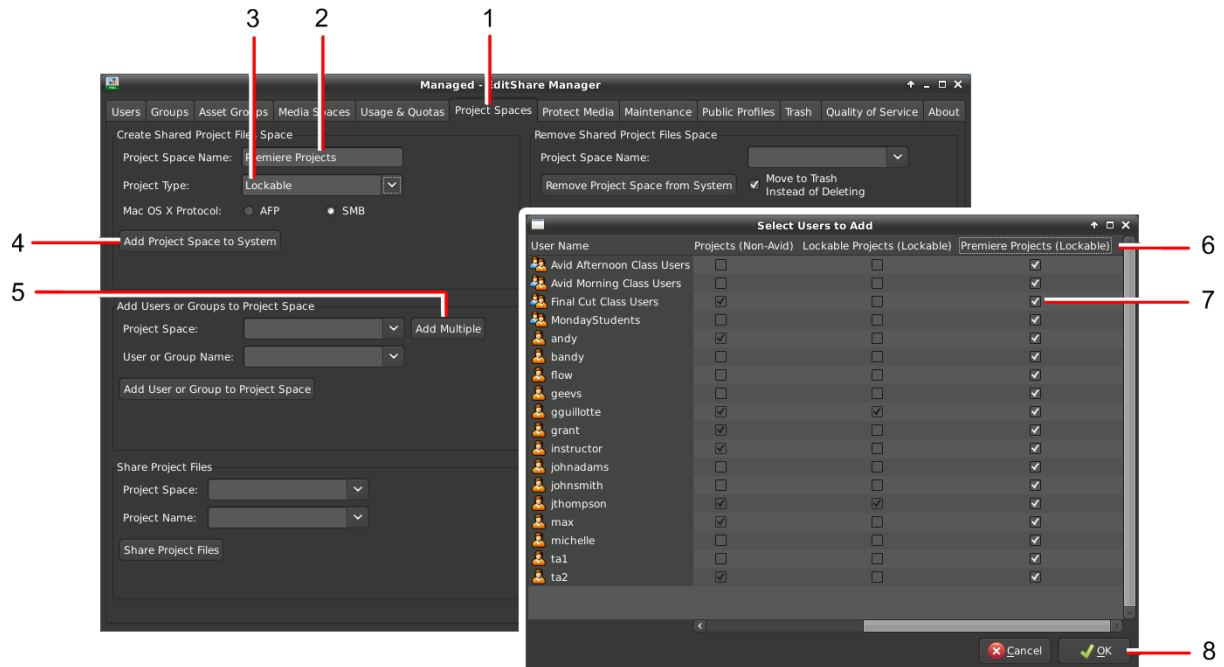 3 2 1
Managed - EditShare Manager
Users Groups Asset Groups Media Spaces Usage & Quotas Project Spaces Protect Media Maintenance Public Profiles Trash Quality of Service About
Create Shared Project Files Space
Project Space Name: Premiere Projects
Project Type: Lockable
Mac OS X Protocol: AFP SMB
4
Add Project Space to System
5
Add Users or Groups to Project Space
Project Space: Add Multiple
User or Group Name:
Add User or Group to Project Space
Share Project Files
Project Space:
Project Name:
Share Project Files
Remove Shared Project Files Space
Project Space Name:
Remove Project Space from System
Move to Trash
Instead of Deleting
Select Users to Add
User Name Projects (Non-Avid) Lockable Projects (Lockable) Premiere Projects (Lockable)
6
Avid Afternoon Class Users
Avid Morning Class Users
Final Cut Class Users
7
MondayStudents
andy
bandy
flow
geevs
gguillotte
grant
instructor
johnadams
johnsmith
jthompson
max
michelle
ta1
ta2
Cancel OK
8